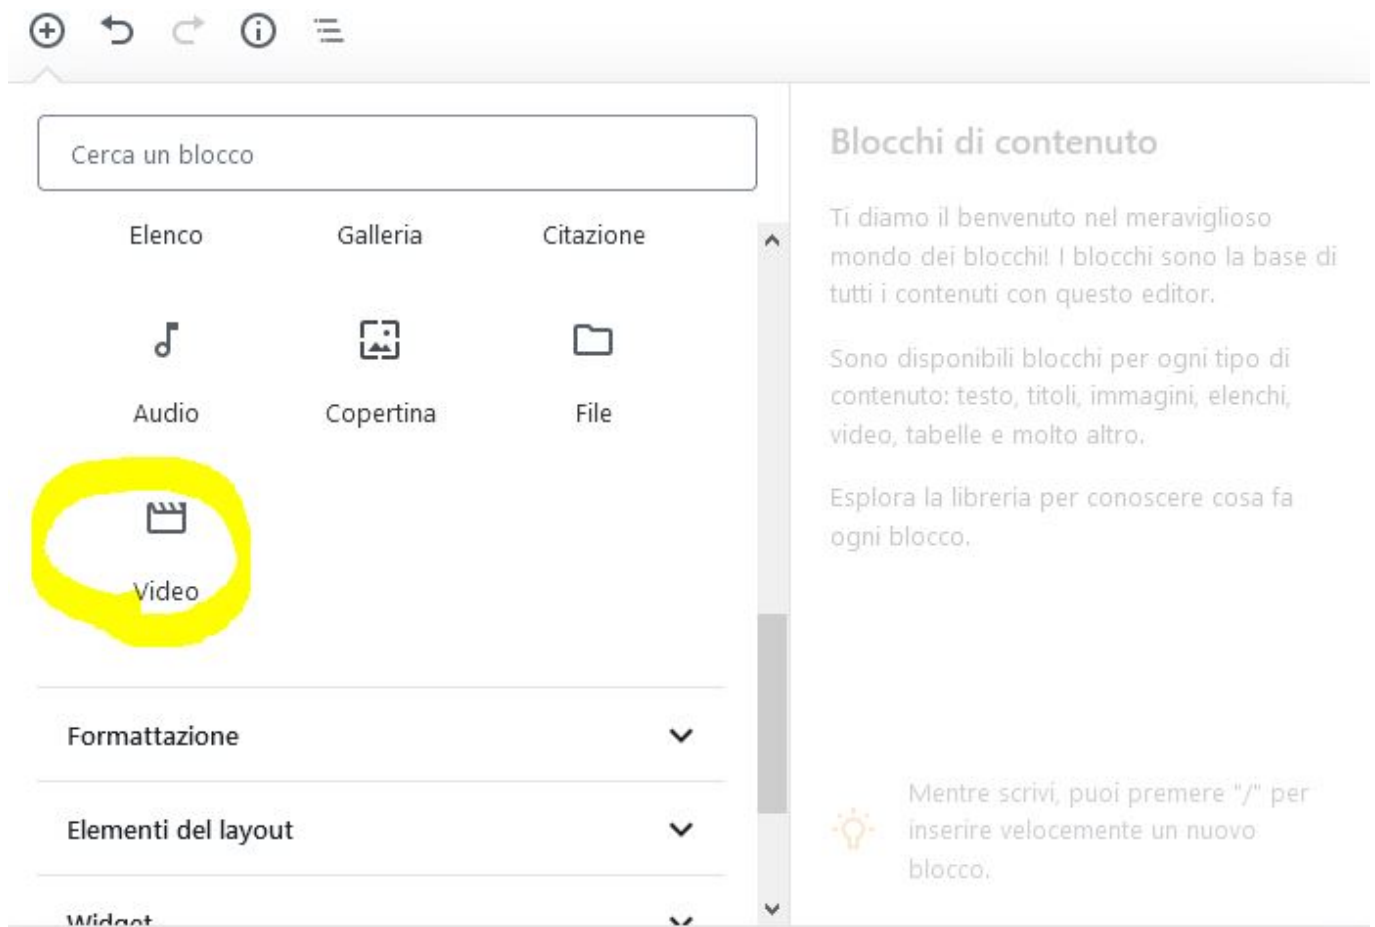 Cerca un blocco
Elenco Galleria Citazione
Audio Copertina File
Video
Formattazione
Elementi del layout
Widget
Blocchi di contenuto
Ti diamo il benvenuto nel meraviglioso
mondo dei blocchi! I blocchi sono la base di
tutti i contenuti con questo editor.
Sono disponibili blocchi per ogni tipo di
contenuto: testo, titoli, immagini, elenchi,
video, tabelle e molto altro.
Esplora la libreria per conoscere cosa fa
ogni blocco.
Mentre scrivi, puoi premere "/" per
inserire velocemente un nuovo
blocco.